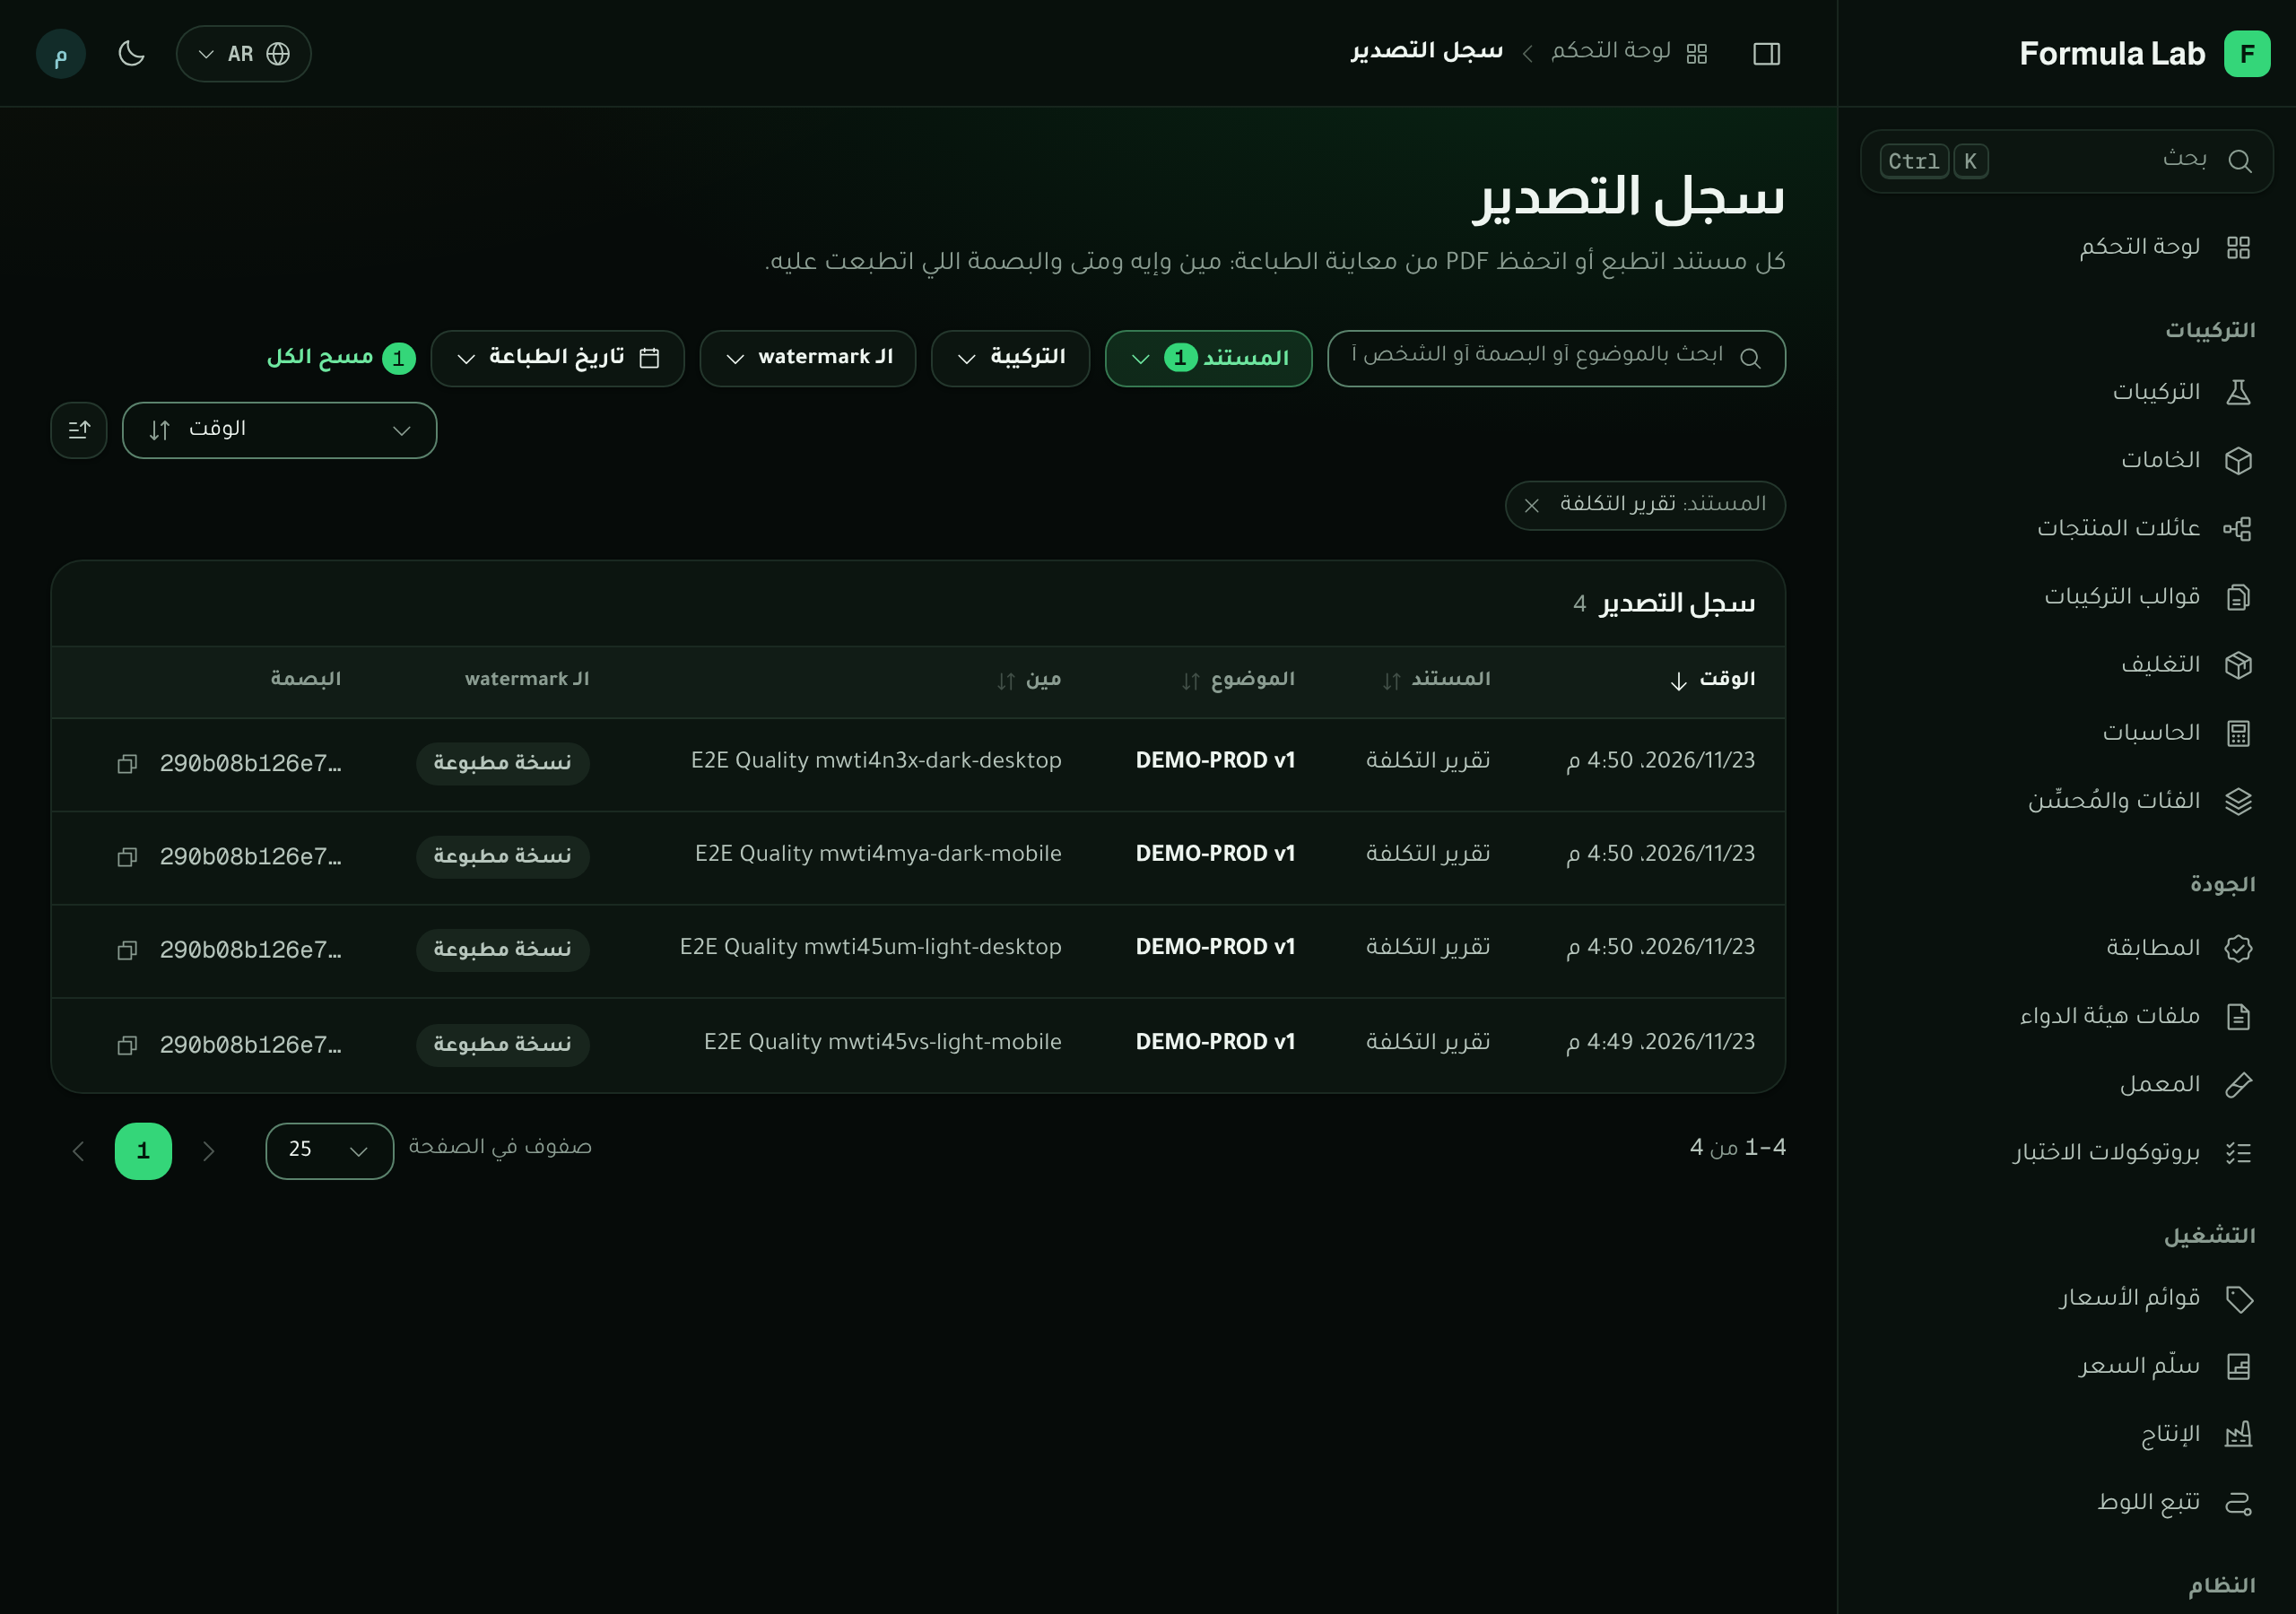 F Formula Lab
بحث Ctrl K
لوحة التحكم
التركيبات
التركيبات
الخامات
عائلات المنتجات
قوالب التركيبات
التغليف
الحاسبات
الفئات والمُحسِّن
الجودة
المطابقة
ملفات هيئة الدواء
المعمل
بروتوكولات الاختبار
التشغيل
قوائم الأسعار
سلّم السعر
الإنتاج
تتبع اللوط
النظام
لوحة التحكم سجل التصدير
AR
م
سجل التصدير
كل مستند اتطبع أو اتحفظ PDF من معاينة الطباعة: مين وإيه ومتى والبصمة اللي اتطبعت عليه.
ابحث بالموضوع أو البصمة أو الشخص أ
المستند 1
التركيبة
الـ watermark
تاريخ الطباعة
1 مسح الكل
الوقت
المستند: تقرير التكلفة
سجل التصدير 4
الوقت المستند الموضوع مين الـ watermark البصمة
2026/11/23، 4:50 م تقرير التكلفة DEMO-PROD v1 E2E Quality mwti4n3x-dark-desktop نسخة مطبوعة 290b08b126e7…
2026/11/23، 4:50 م تقرير التكلفة DEMO-PROD v1 E2E Quality mwti4mya-dark-mobile نسخة مطبوعة 290b08b126e7…
2026/11/23، 4:50 م تقرير التكلفة DEMO-PROD v1 E2E Quality mwti45um-light-desktop نسخة مطبوعة 290b08b126e7…
2026/11/23، 4:49 م تقرير التكلفة DEMO-PROD v1 E2E Quality mwti45vs-light-mobile نسخة مطبوعة 290b08b126e7…
1–4 من 4
صفوف في الصفحة 25
1